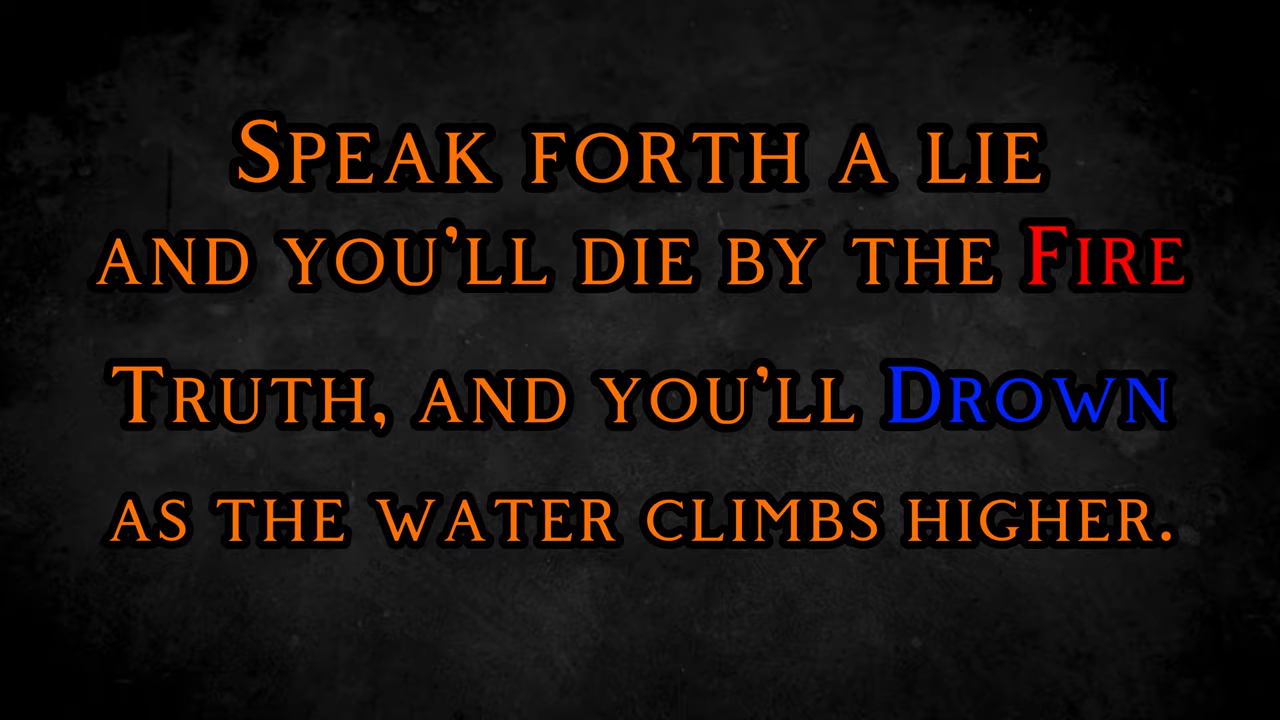 Speak forth a lie
and you'll die by the Fire
Truth, and you'll Drown
as the water climbs higher.